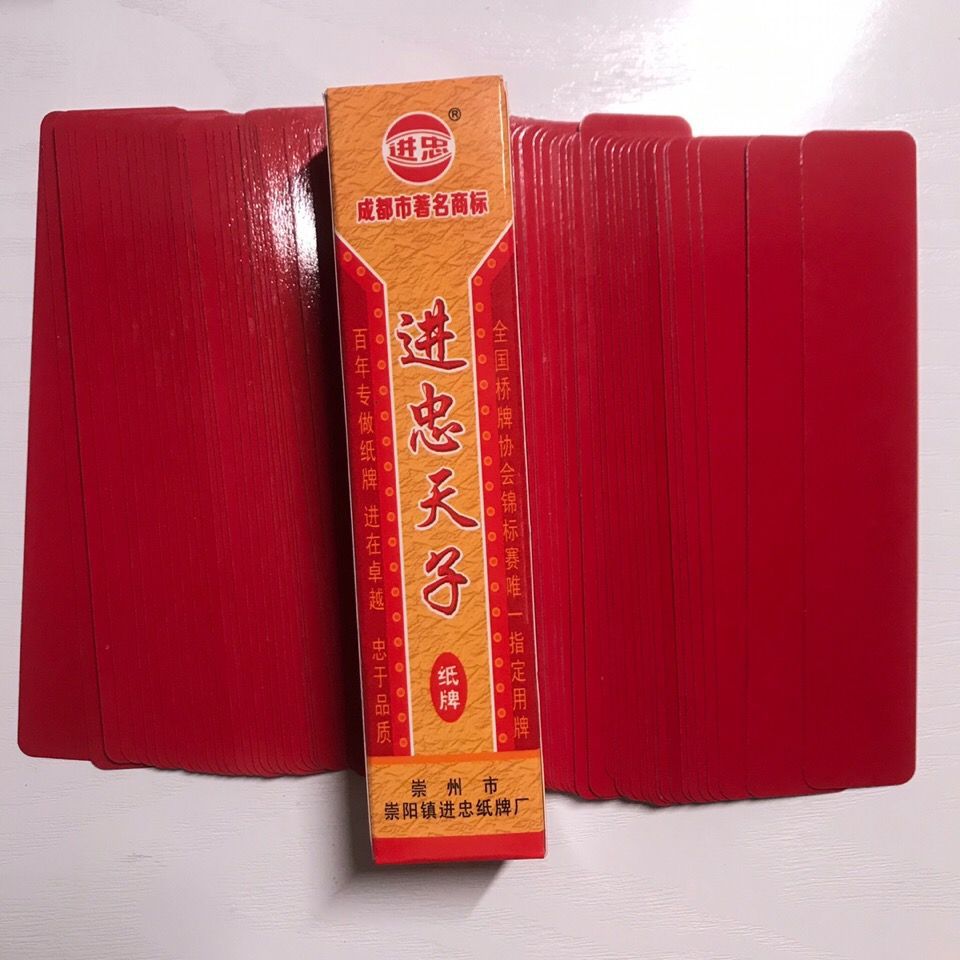 进忠
®
成都市著名商标
进忠天子
纸牌
百年专做纸牌 进在卓越 忠于品质
全国桥牌协会锦标赛唯一指定用牌
崇州市
崇阳镇进忠纸牌厂